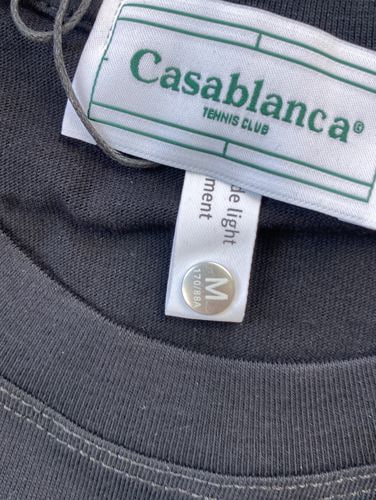 Casablanca®
TENNIS CLUB
de light
ment
M
170/88A